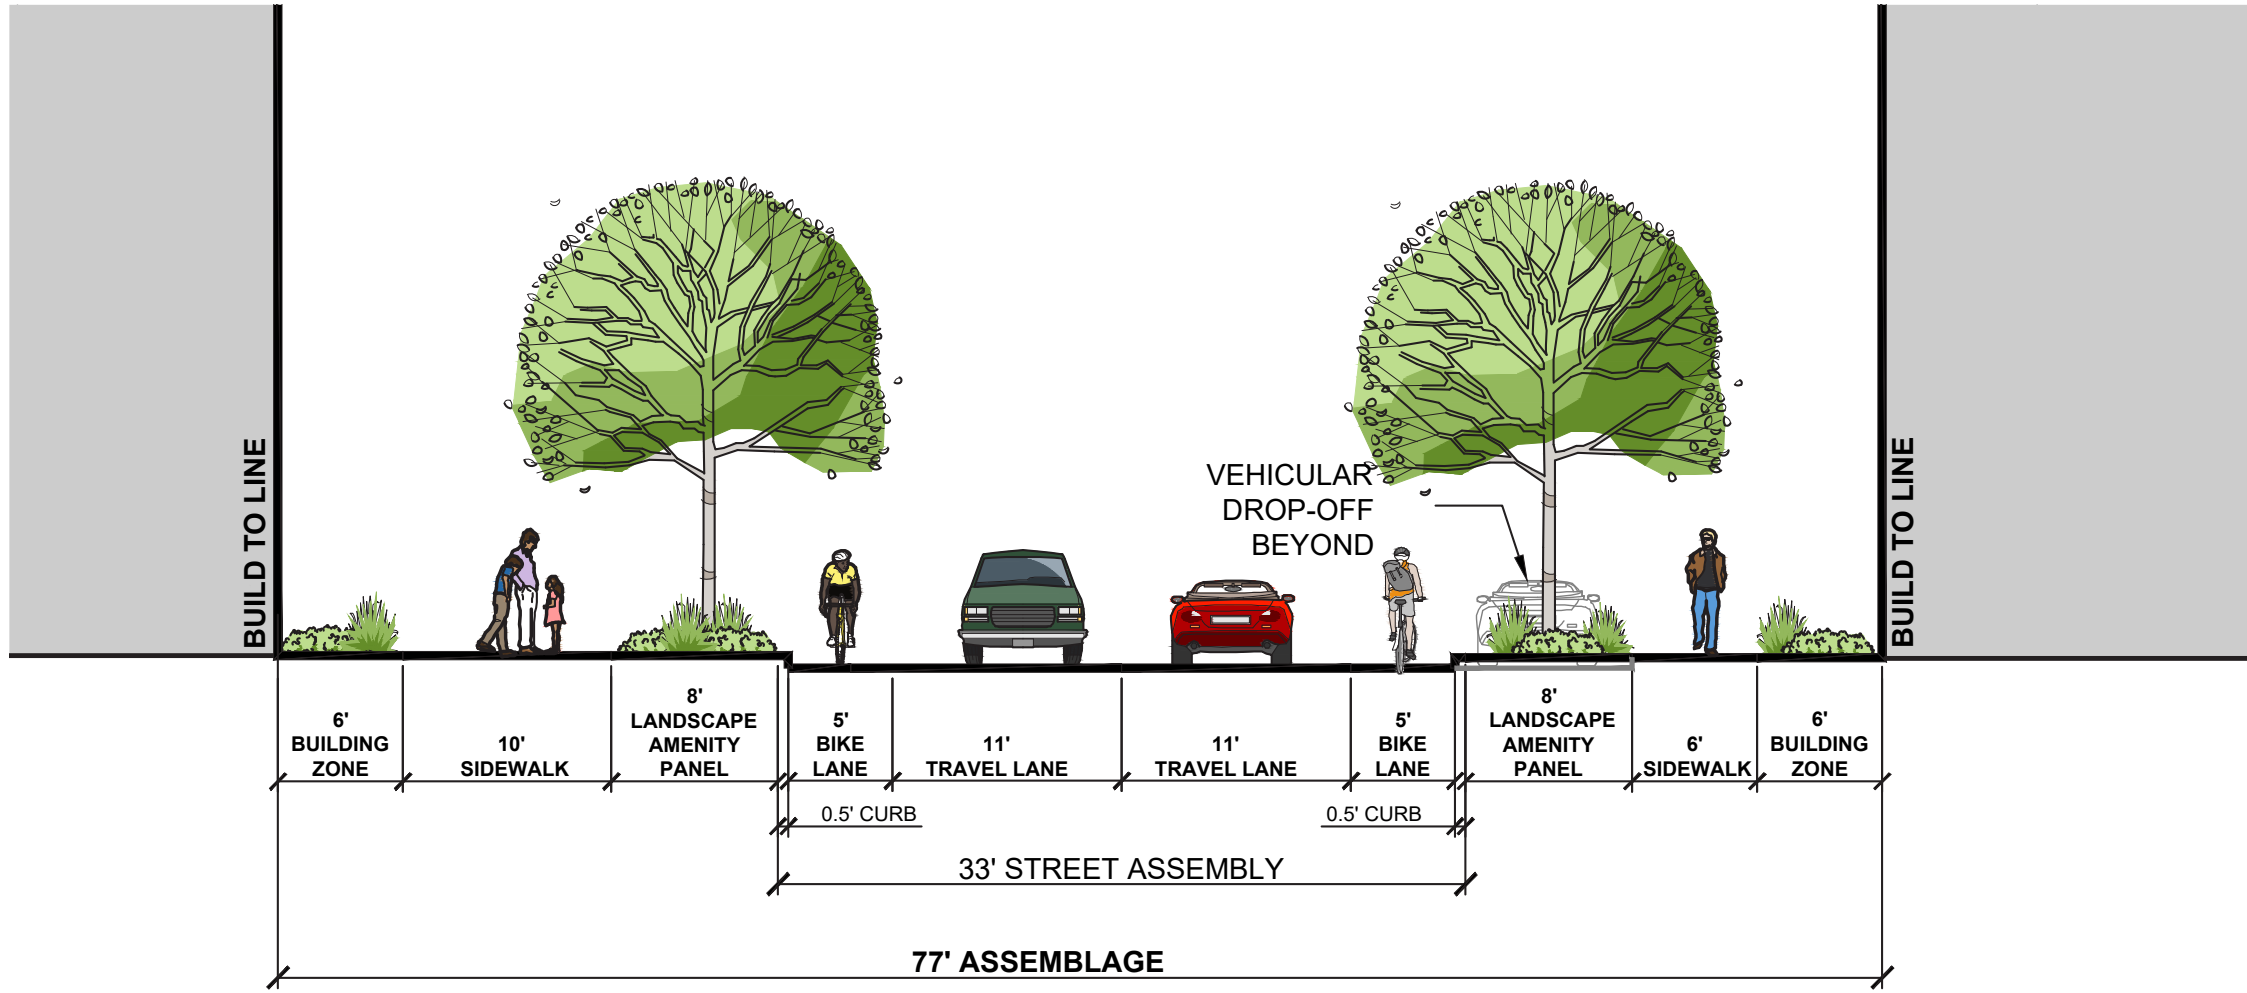 BUILD TO LINE
VEHICULAR
DROP-OFF
BEYOND
BUILD TO LINE
6'
BUILDING
ZONE
10'
SIDEWALK
8'
LANDSCAPE
AMENITY
PANEL
5'
BIKE
LANE
11'
TRAVEL LANE
11'
TRAVEL LANE
5'
BIKE
LANE
8'
LANDSCAPE
AMENITY
PANEL
6'
SIDEWALK
6'
BUILDING
ZONE
0.5' CURB
0.5' CURB
33' STREET ASSEMBLY
77' ASSEMBLAGE